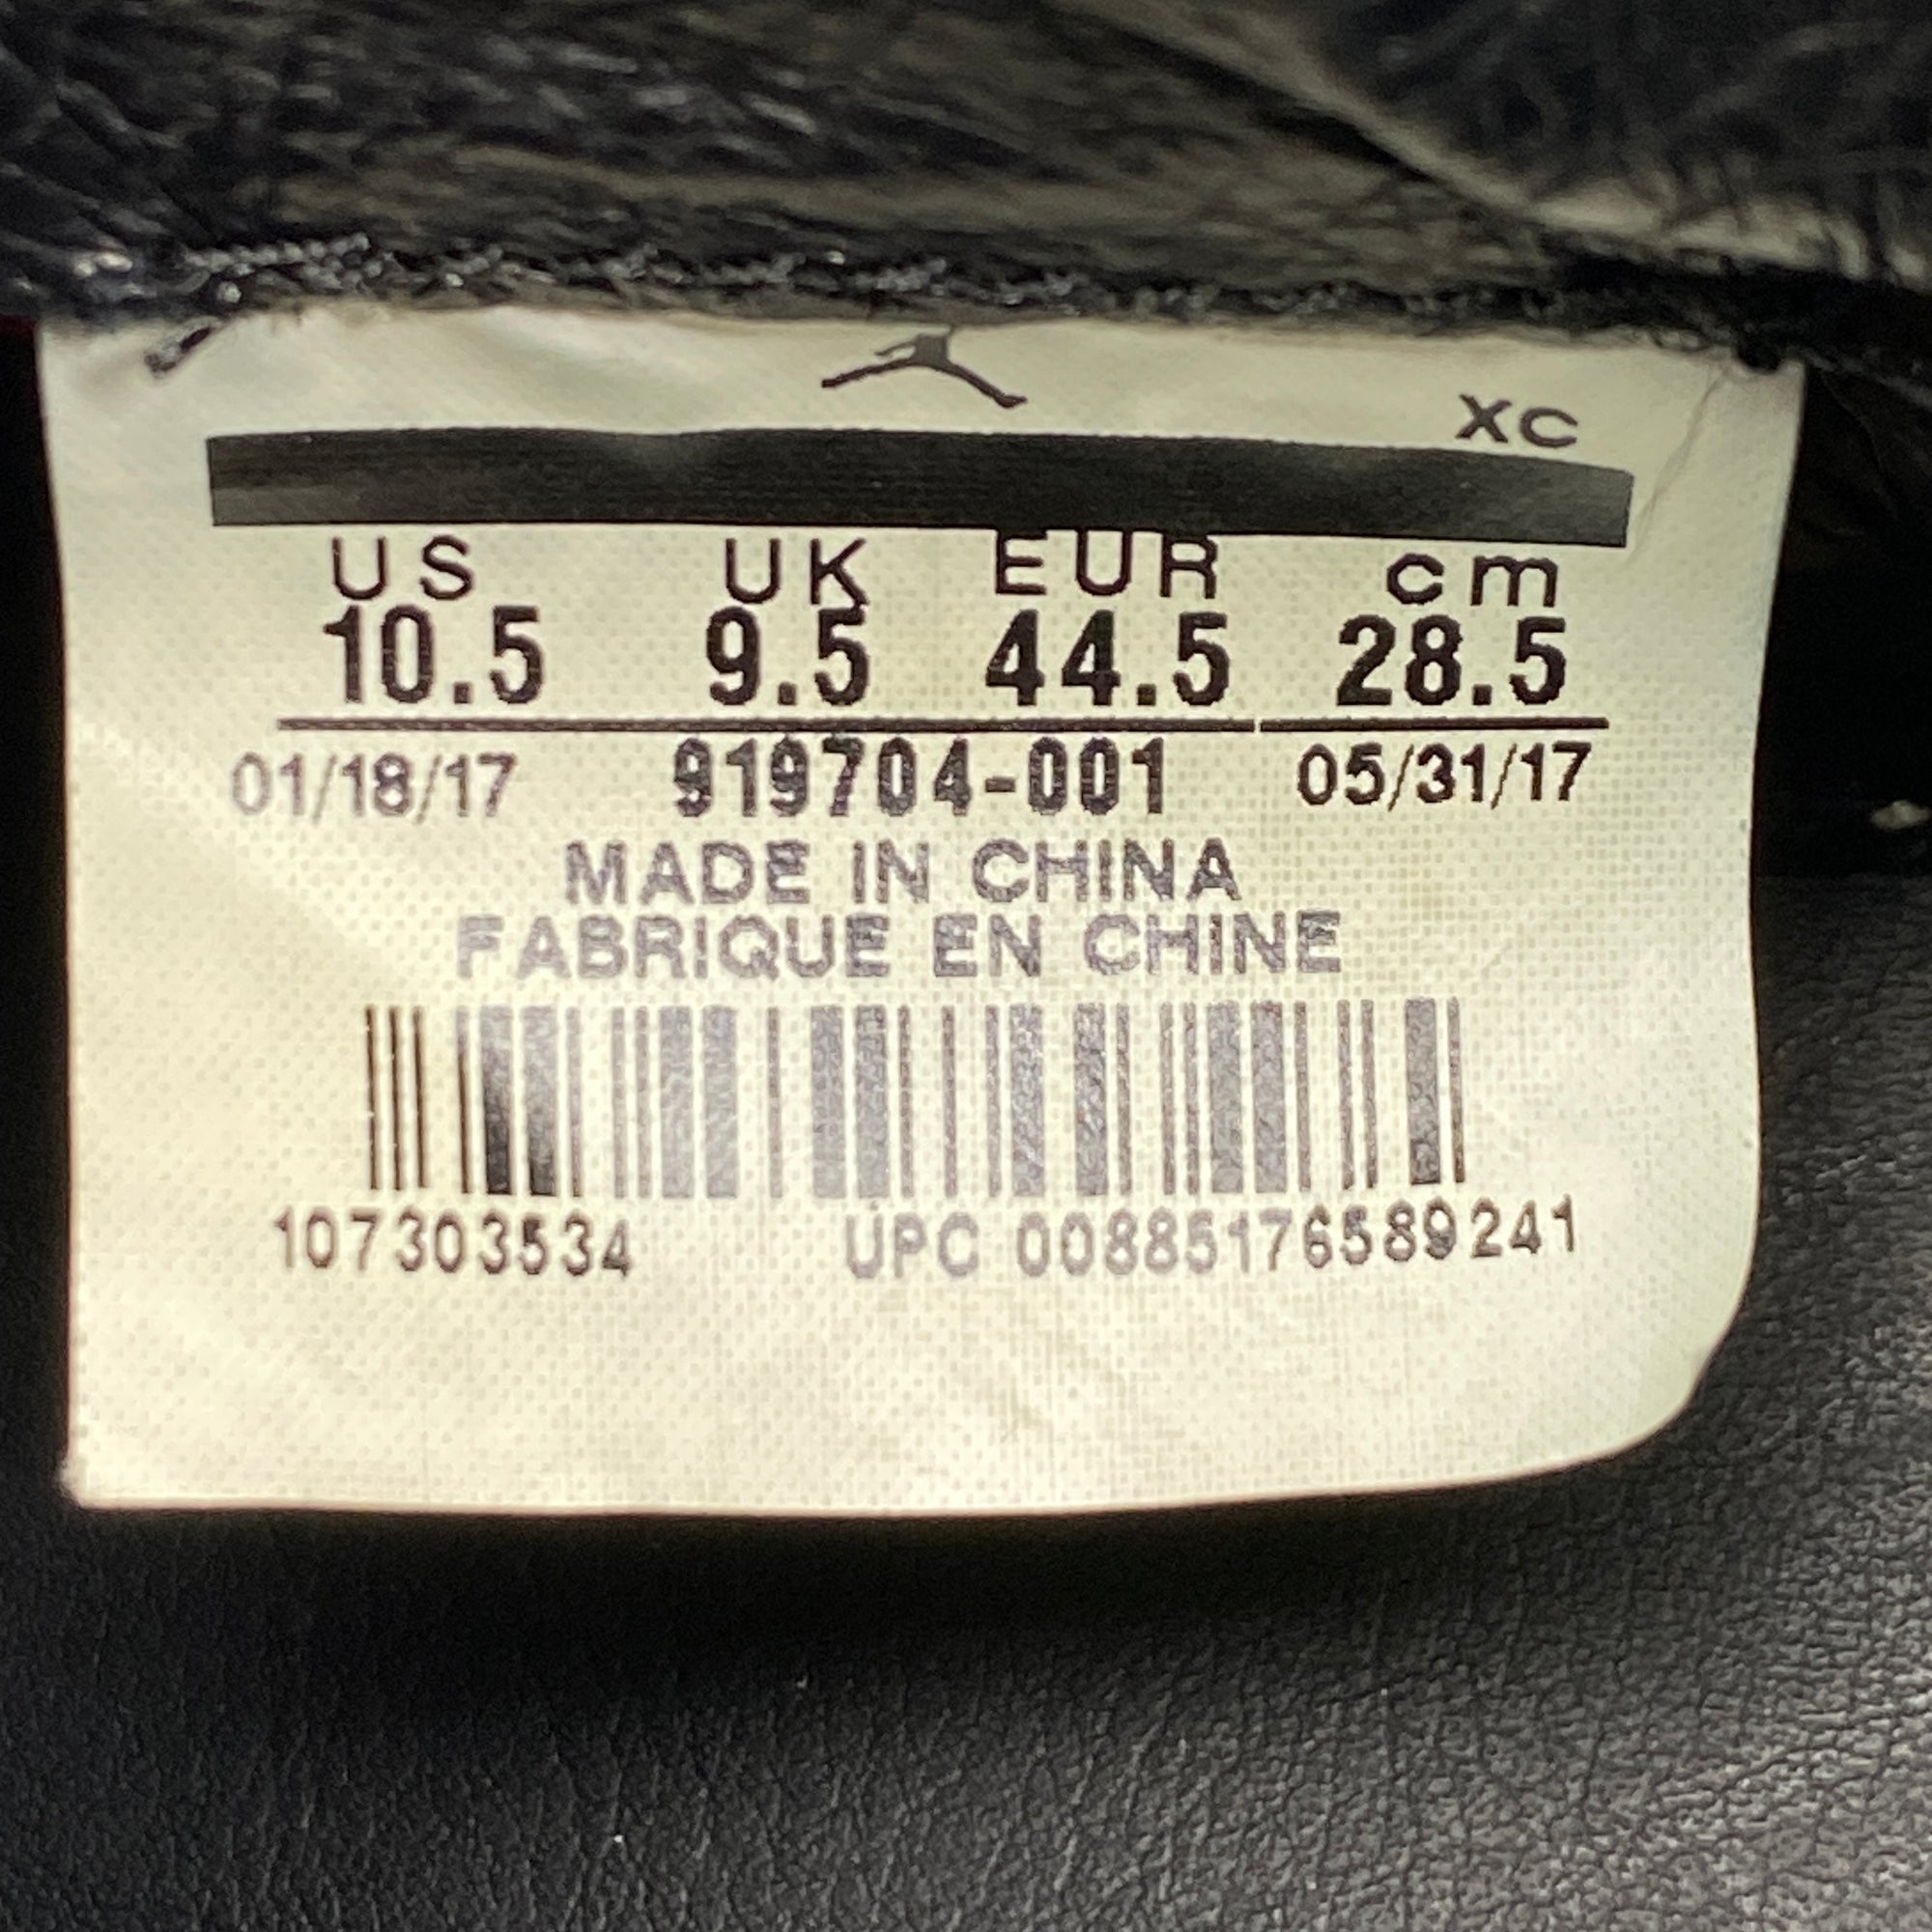 XC
US UK EUR cm
10.5 9.5 44.5 28.5
01/18/17 919704-001 05/31/17
MADE IN CHINA
FABRIQUE EN CHINE
107303534 UPC 00885176589241